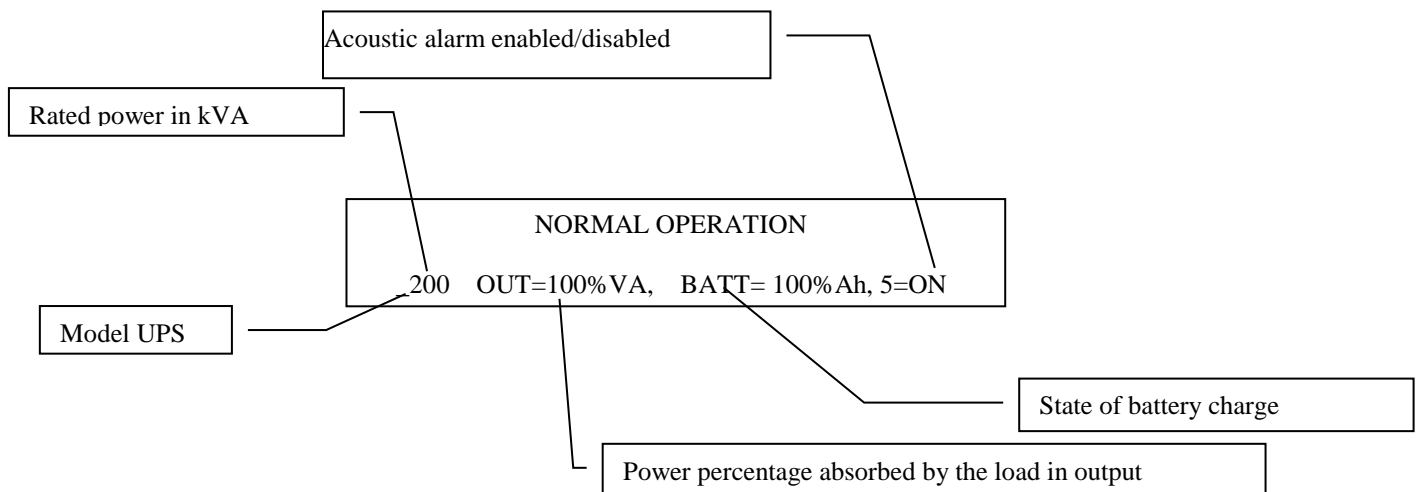 Acoustic alarm enabled/disabled
Rated power in kVA
NORMAL OPERATION
_200 OUT=100%VA, BATT= 100%Ah, 5=ON
Model UPS
State of battery charge
Power percentage absorbed by the load in output